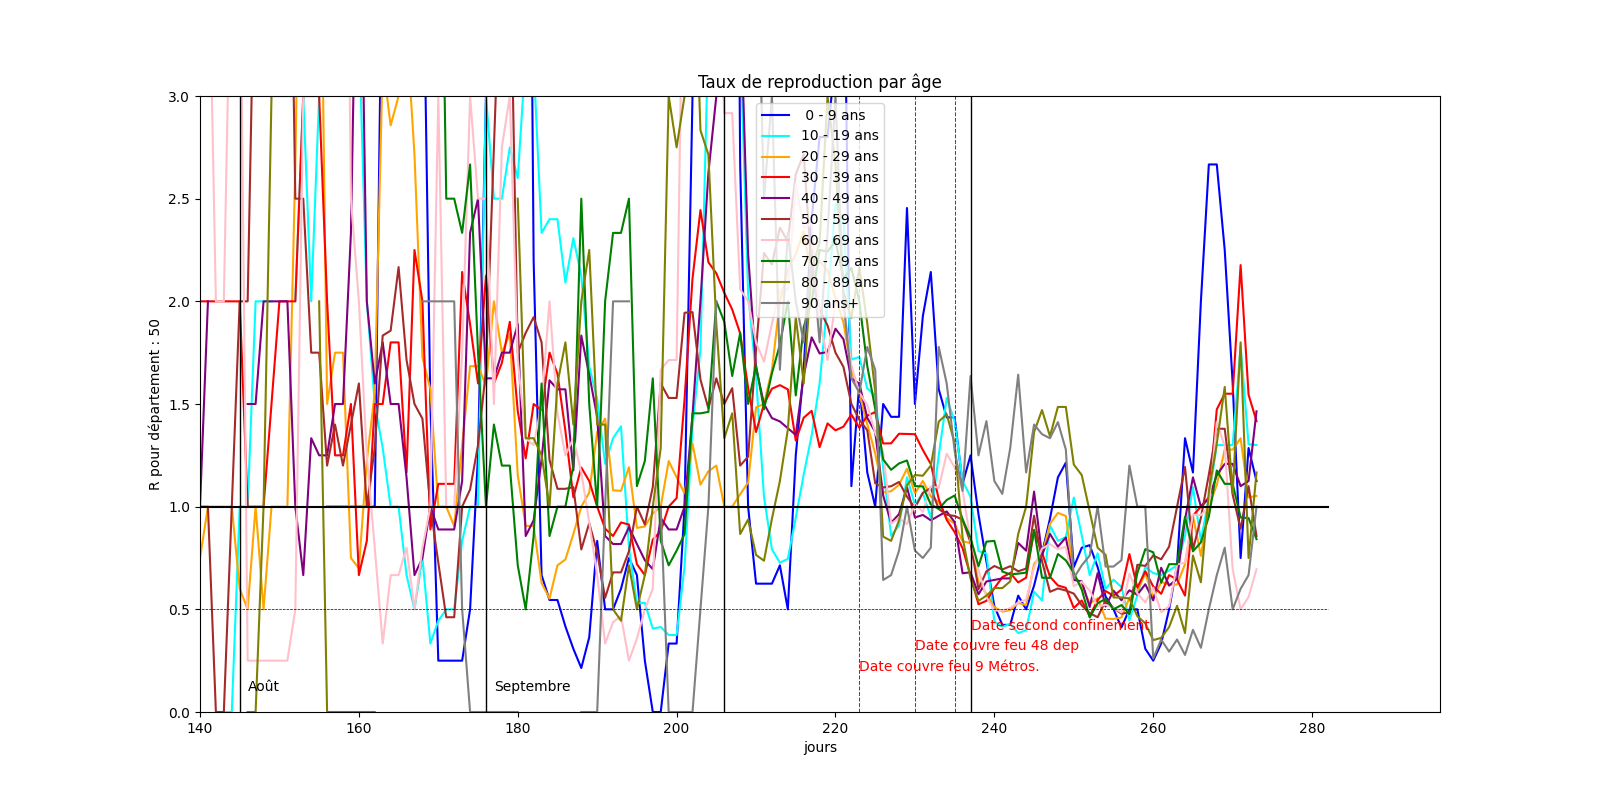 Taux de reproduction par âge
R pour département : 50
3.0
2.5
2.0
1.5
1.0
0.5
0.0
0 - 9 ans
10 - 19 ans
20 - 29 ans
30 - 39 ans
40 - 49 ans
50 - 59 ans
60 - 69 ans
70 - 79 ans
80 - 89 ans
90 ans+
Date second confinement
Date couvre feu 48 dep
Date couvre feu 9 Métros.
Août
Septembre
140 160 180 200 220 240 260 280
jours